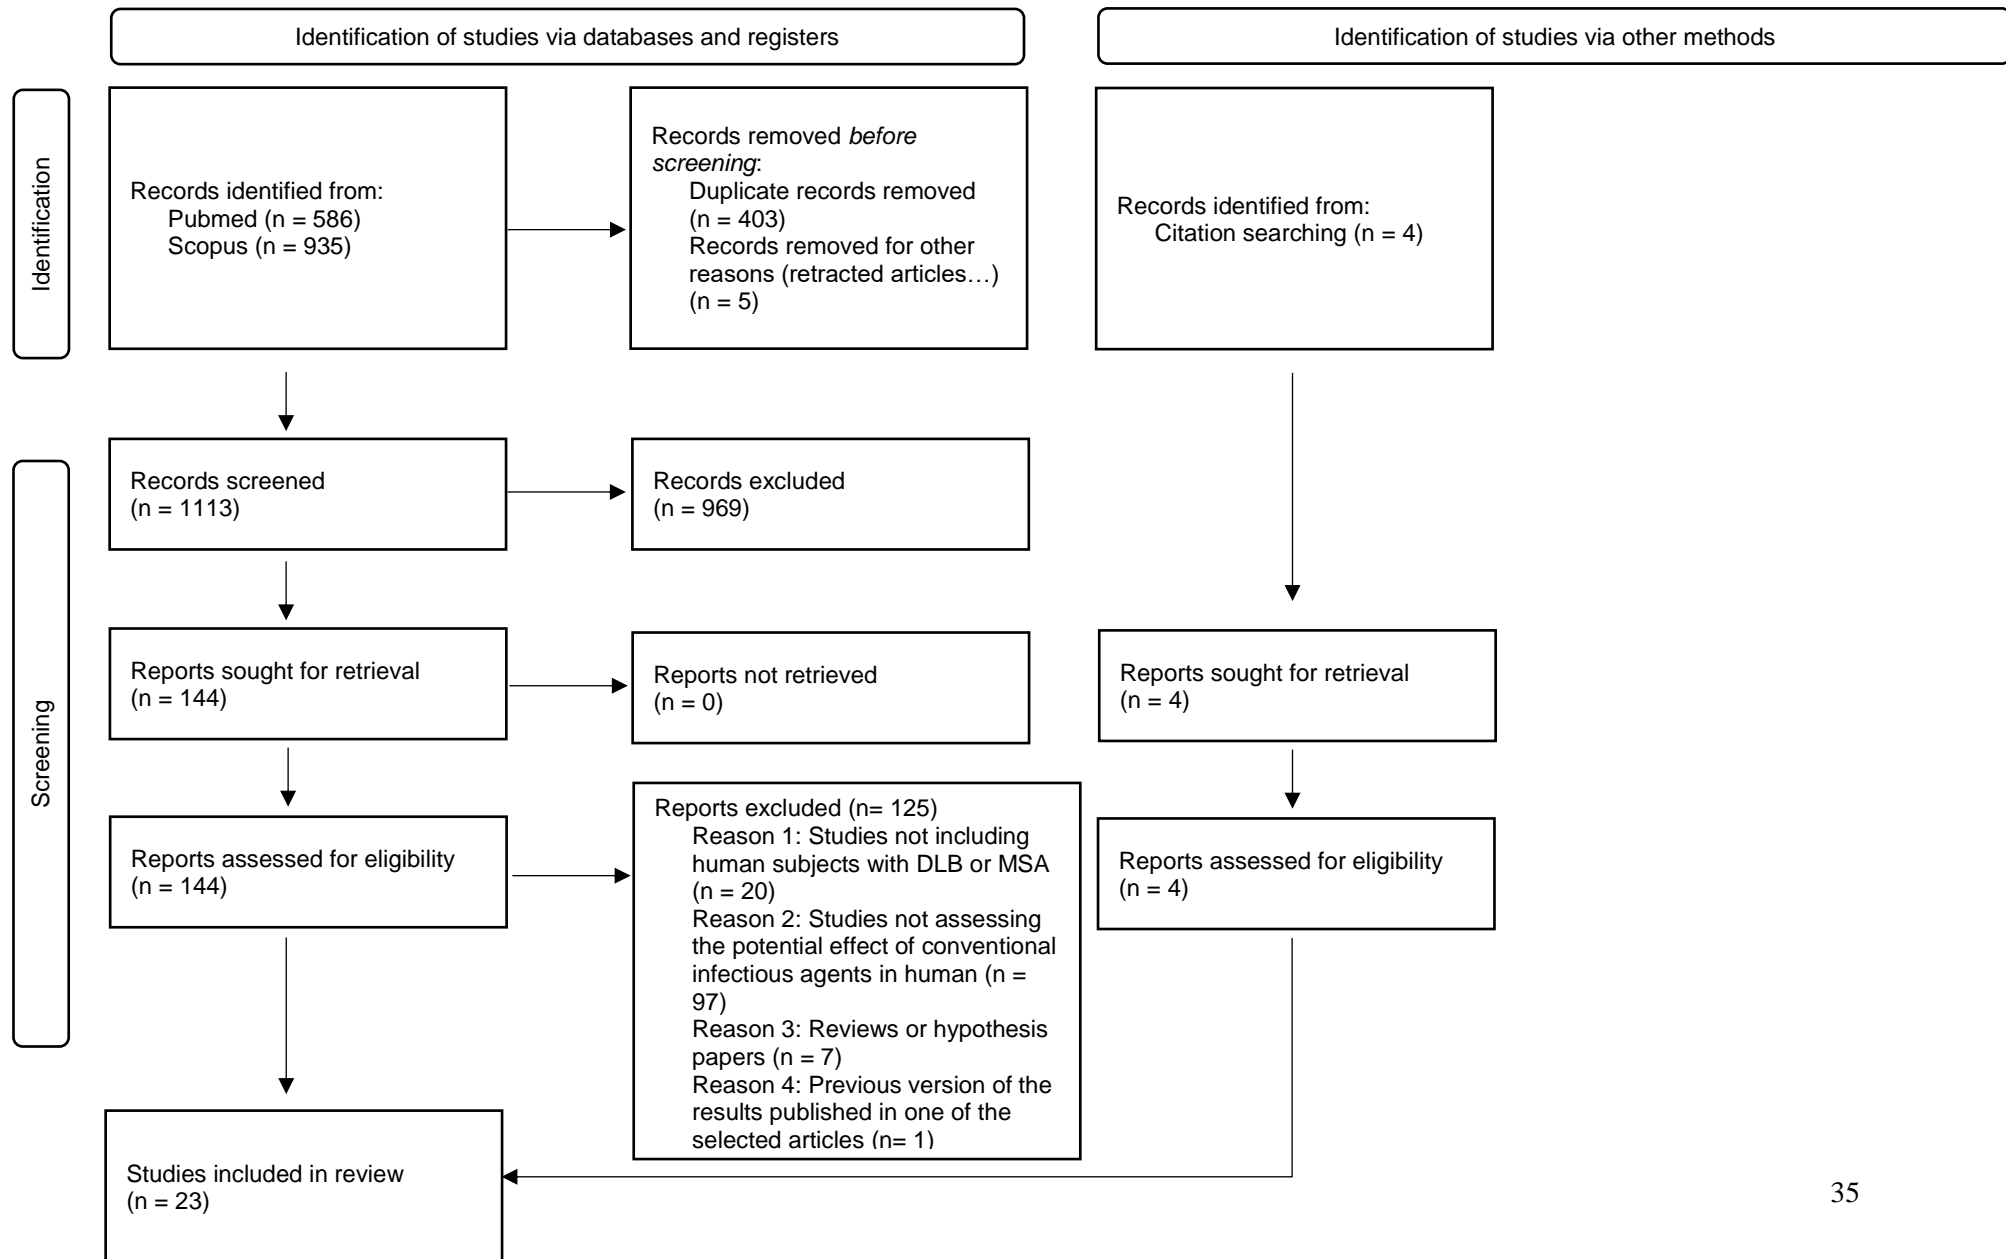 Identification of studies via databases and registers
Identification of studies via other methods
Identification
Records identified from:
Pubmed (n = 586)
Scopus (n = 935)
Records removed before
screening:
Duplicate records removed
(n = 403)
Records removed for other
reasons (retracted articles…)
(n = 5)
Records identified from:
Citation searching (n = 4)
Screening
Records screened
(n = 1113)
Records excluded
(n = 969)
Reports sought for retrieval
(n = 144)
Reports not retrieved
(n = 0)
Reports sought for retrieval
(n = 4)
Reports assessed for eligibility
(n = 144)
Reports excluded (n= 125)
Reason 1: Studies not including
human subjects with DLB or MSA
(n = 20)
Reason 2: Studies not assessing
the potential effect of conventional
infectious agents in human (n =
97)
Reason 3: Reviews or hypothesis
papers (n = 7)
Reason 4: Previous version of the
results published in one of the
selected articles (n= 1)
Reports assessed for eligibility
(n = 4)
Studies included in review
(n = 23)
35